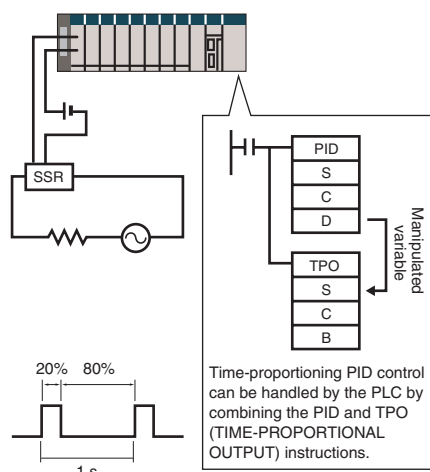 SSR
PID
S
C
D
Manipulated
variable
TPO
S
C
B
20% 80%
1 s
Time-proportioning PID control
can be handled by the PLC by
combining the PID and TPO
(TIME-PROPORTIONAL
OUTPUT) instructions.